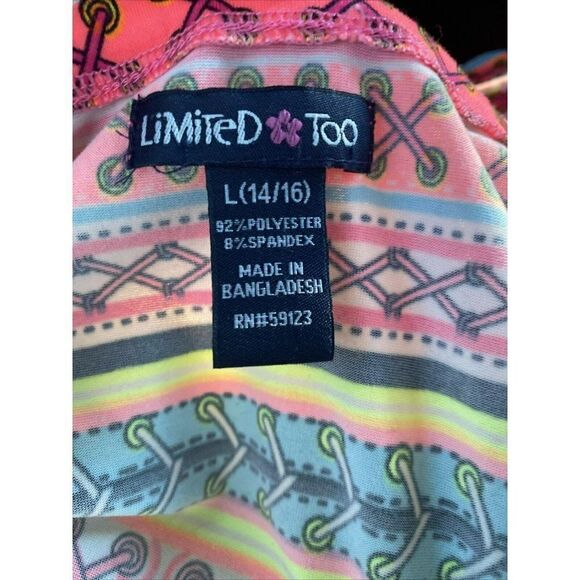 LiMiTeD TOO
L(14/16)
92%POLYESTER
8%SPANDEX
MADE IN
BANGLADESH
RN#59123